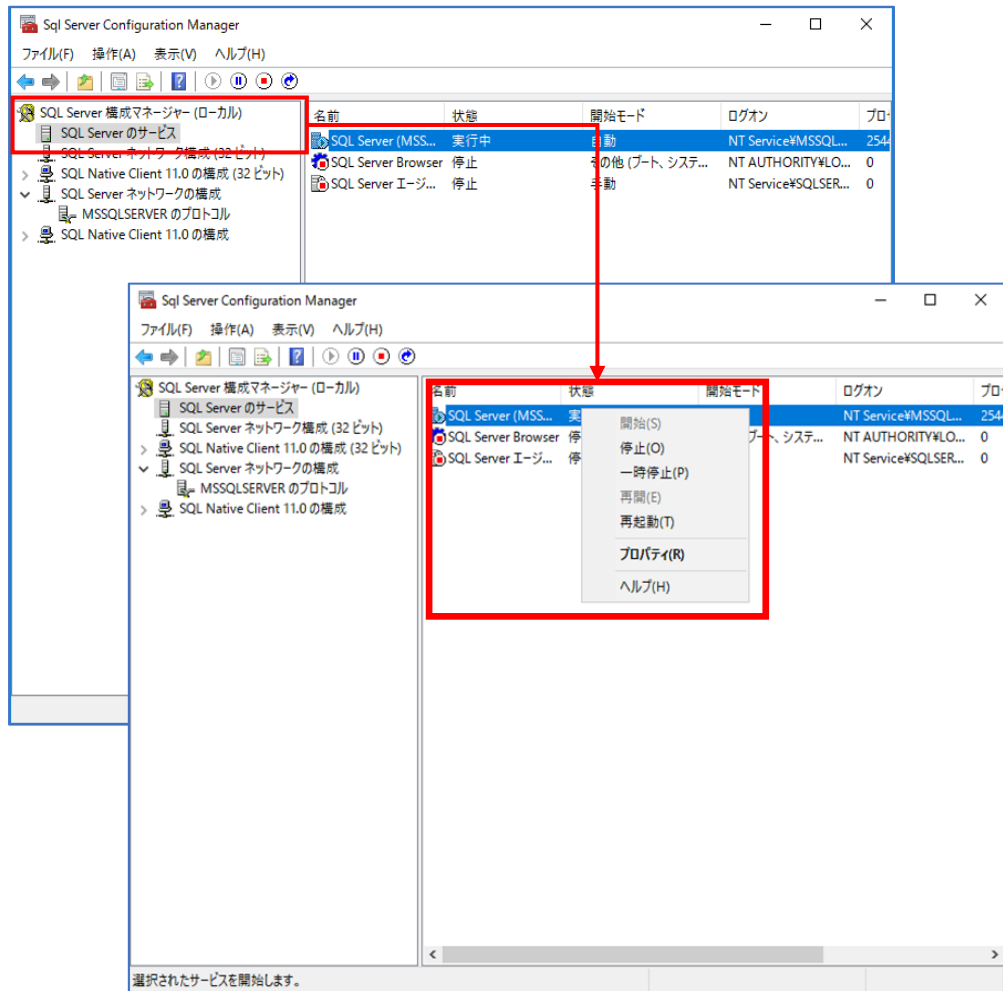 Sql Server Configuration Manager
ファイル(F) 操作(A) 表示(V) ヘルプ(H)
SQL Server 構成マネージャー (ローカル)
SQL Server のサービス
SQL Server ネットワーク構成 (32 ビット)
SQL Native Client 11.0 の構成 (32 ビット)
SQL Server ネットワークの構成
MSSQLSERVER のプロトコル
SQL Native Client 11.0 の構成
名前 状態 開始モード ログオン プロ
SQL Server (MSS... 実行中 自動 NT Service¥MSSQL... 2544
SQL Server Browser 停止 その他 (ブート、システ... NT AUTHORITY¥LO... 0
SQL Server エージ... 停止 手動 NT Service¥SQLSER... 0
Sql Server Configuration Manager
ファイル(F) 操作(A) 表示(V) ヘルプ(H)
SQL Server 構成マネージャー (ローカル)
SQL Server のサービス
SQL Server ネットワーク構成 (32 ビット)
SQL Native Client 11.0 の構成 (32 ビット)
SQL Server ネットワークの構成
MSSQLSERVER のプロトコル
SQL Native Client 11.0 の構成
名前 状態 開始モード ログオン プロ
SQL Server (MSS... 実 NT Service¥MSSQL... 2544
SQL Server Browser 停 ブート、システ... NT AUTHORITY¥LO... 0
SQL Server エージ... 停 NT Service¥SQLSER... 0
開始(S)
停止(O)
一時停止(P)
再開(E)
再起動(T)
プロパティ(R)
ヘルプ(H)
選択されたサービスを開始します。